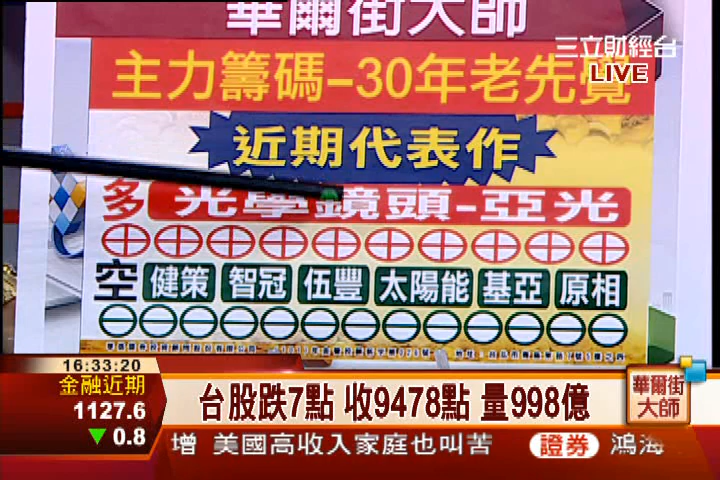 華爾街大師
三立財經台
LIVE
主力籌碼-30年老先覺
近期代表作
多 光學鏡頭-亞光
空 健策 智冠 伍豐 太陽能 基亞 原相
16:33:20
金融近期
1127.6
▼0.8
台股跌7點 收9478點 量998億
華爾街
大師
增 美國高收入家庭也叫苦 證券 鴻海